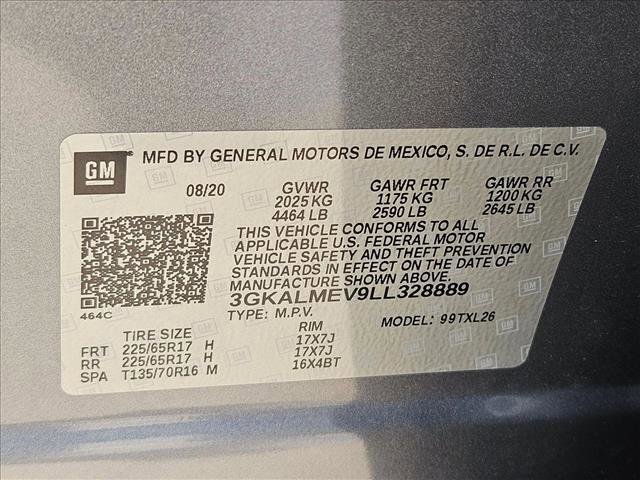 GM MFD BY GENERAL MOTORS DE MEXICO, S. DE R.L. DE C.V.
08/20 GVWR GAWR FRT GAWR RR
2025 KG 1175 KG 1200 KG
4464 LB 2590 LB 2645 LB
THIS VEHICLE CONFORMS TO ALL
APPLICABLE U.S. FEDERAL MOTOR
VEHICLE SAFETY AND THEFT PREVENTION
STANDARDS IN EFFECT ON THE DATE
OF MANUFACTURE SHOWN ABOVE.
3GKALMEV9LL328889
464C TYPE: M.P.V. MODEL: 99TXL26
TIRE SIZE RIM
FRT 225/65R17 H 17X7J
RR 225/65R17 H 17X7J
SPA T135/70R16 M 16X4BT